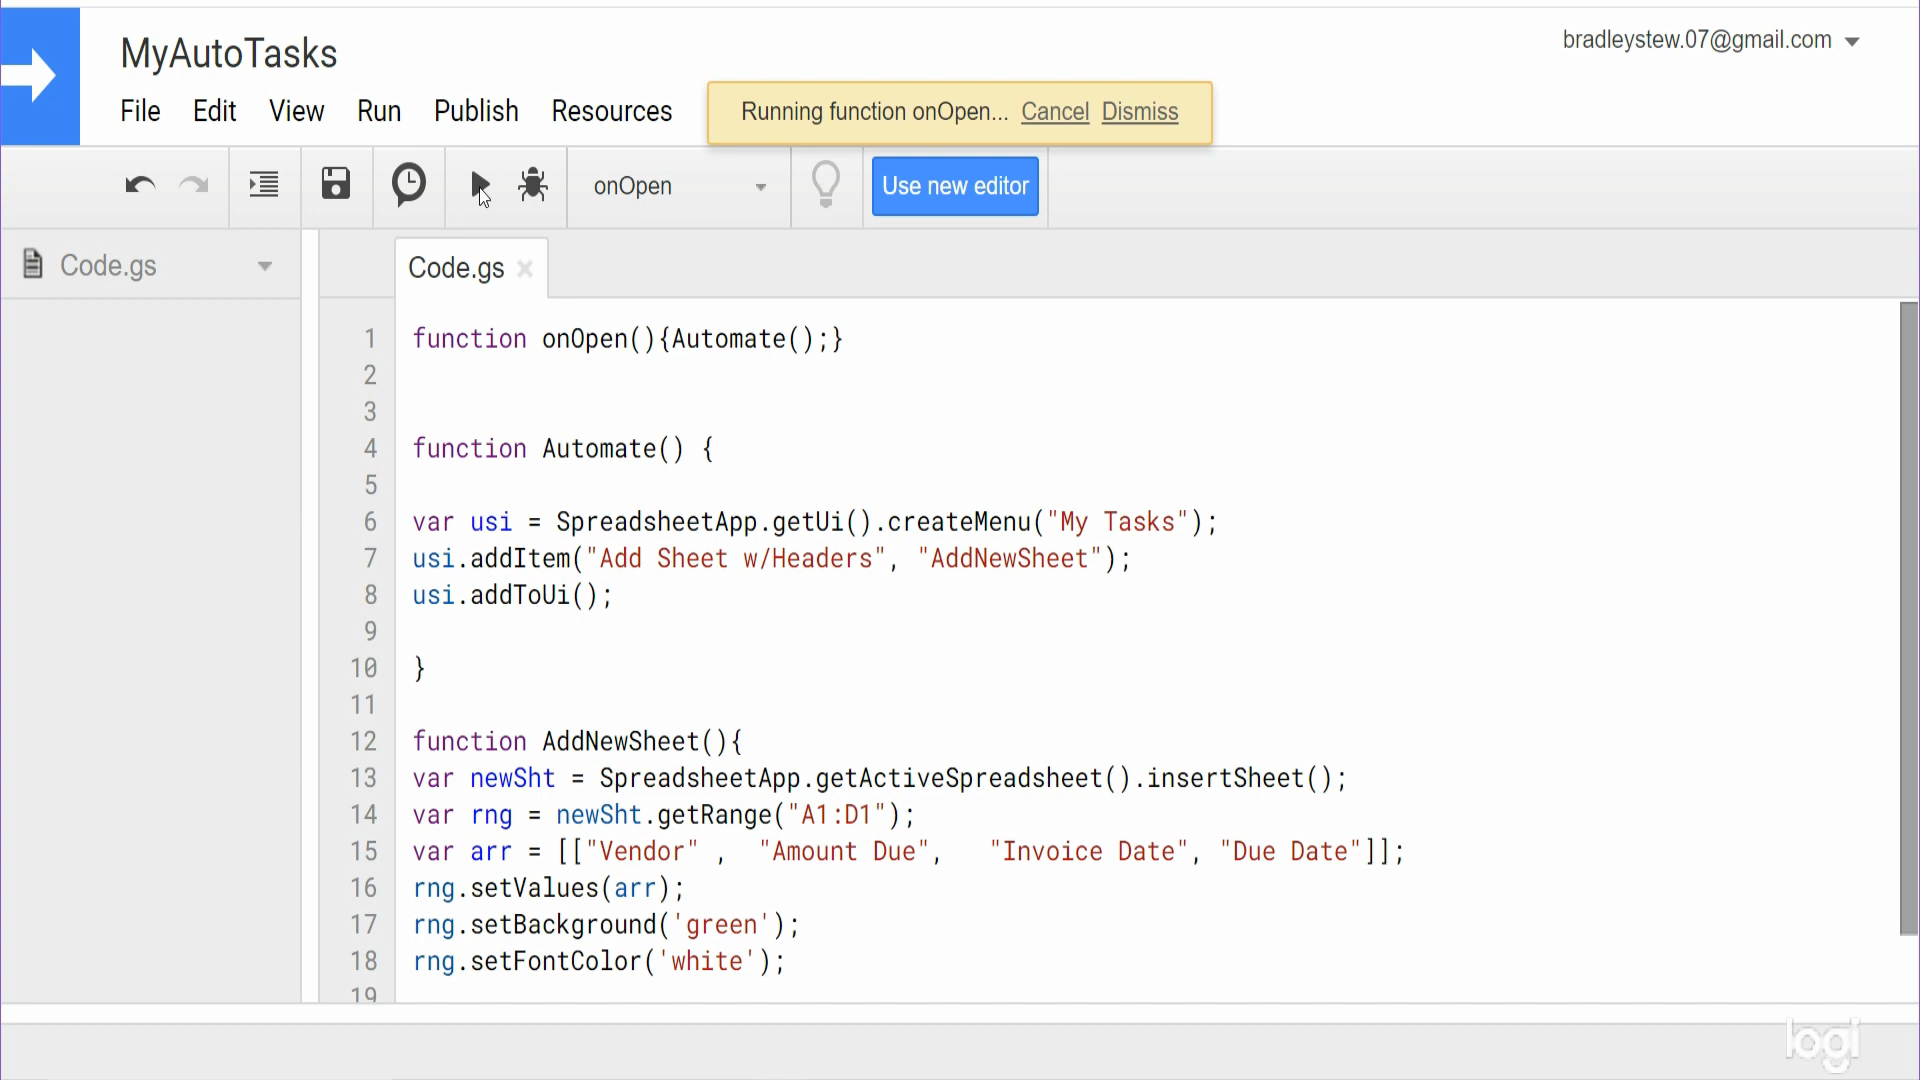 MyAutoTasks
bradleystew.07@gmail.com
File Edit View Run Publish Resources
Running function onOpen... Cancel Dismiss
onOpen
Use new editor
Code.gs
Code.gs
1 function onOpen(){Automate();}
2
3
4 function Automate() {
5
6 var usi = SpreadsheetApp.getUi().createMenu("My Tasks");
7 usi.addItem("Add Sheet w/Headers", "AddNewSheet");
8 usi.addToUi();
9
10 }
11
12 function AddNewSheet(){
13 var newSht = SpreadsheetApp.getActiveSpreadsheet().insertSheet();
14 var rng = newSht.getRange("A1:D1");
15 var arr = [["Vendor" ,  "Amount Due",   "Invoice Date", "Due Date"]];
16 rng.setValues(arr);
17 rng.setBackground('green');
18 rng.setFontColor('white');
19
logi